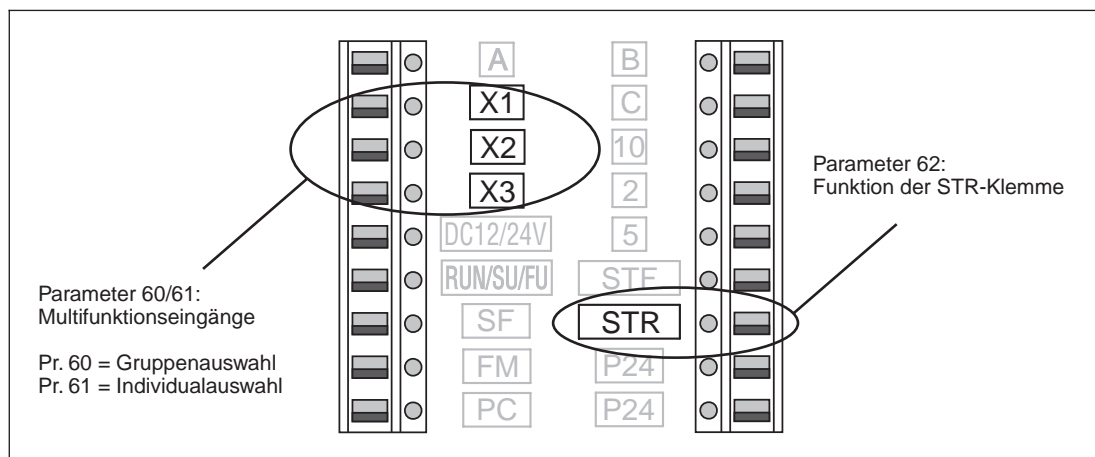 A B
X1 C
X2 10
X3 2
DC12/24V 5
RUN/SU/FU STF
SF STR
FM P24
PC P24
Parameter 60/61:
Multifunktionseingänge
Pr. 60 = Gruppenauswahl
Pr. 61 = Individualauswahl
Parameter 62:
Funktion der STR-Klemme